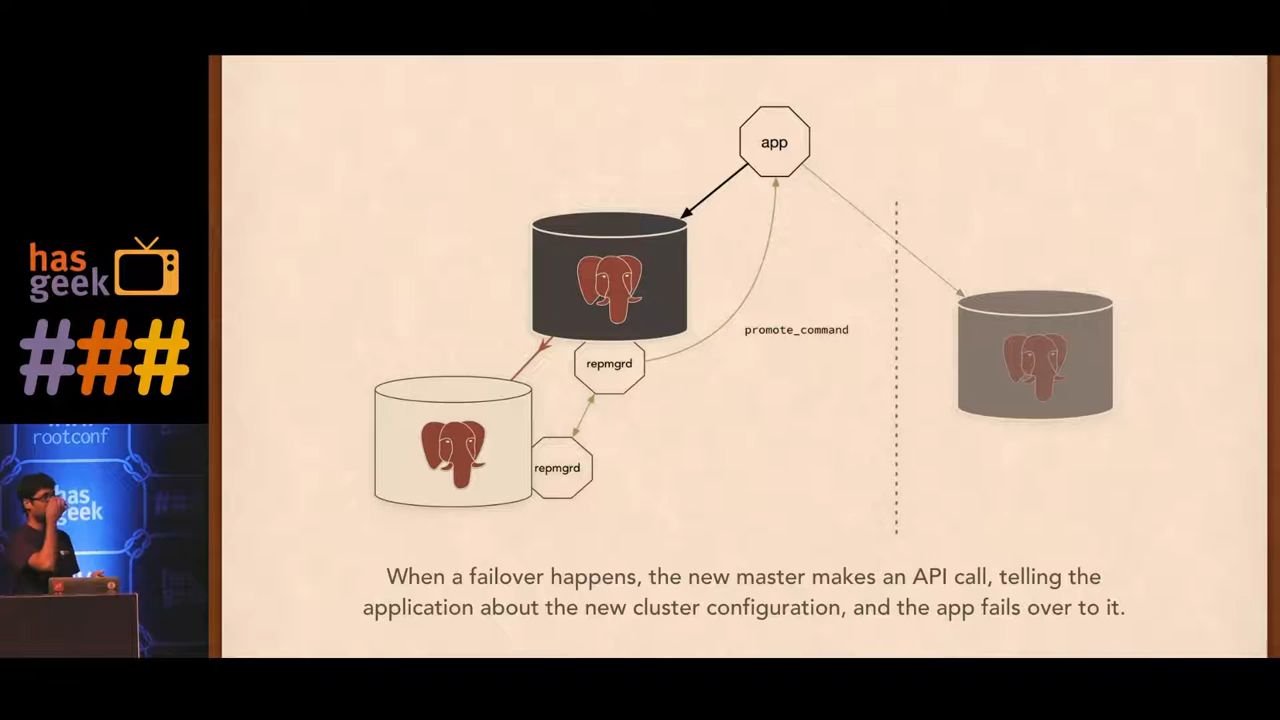 app
promote_command
repmgrd
repmgrd
When a failover happens, the new master makes an API call, telling the
application about the new cluster configuration, and the app fails over to it.
has
geek
###
rootconf
has
geek